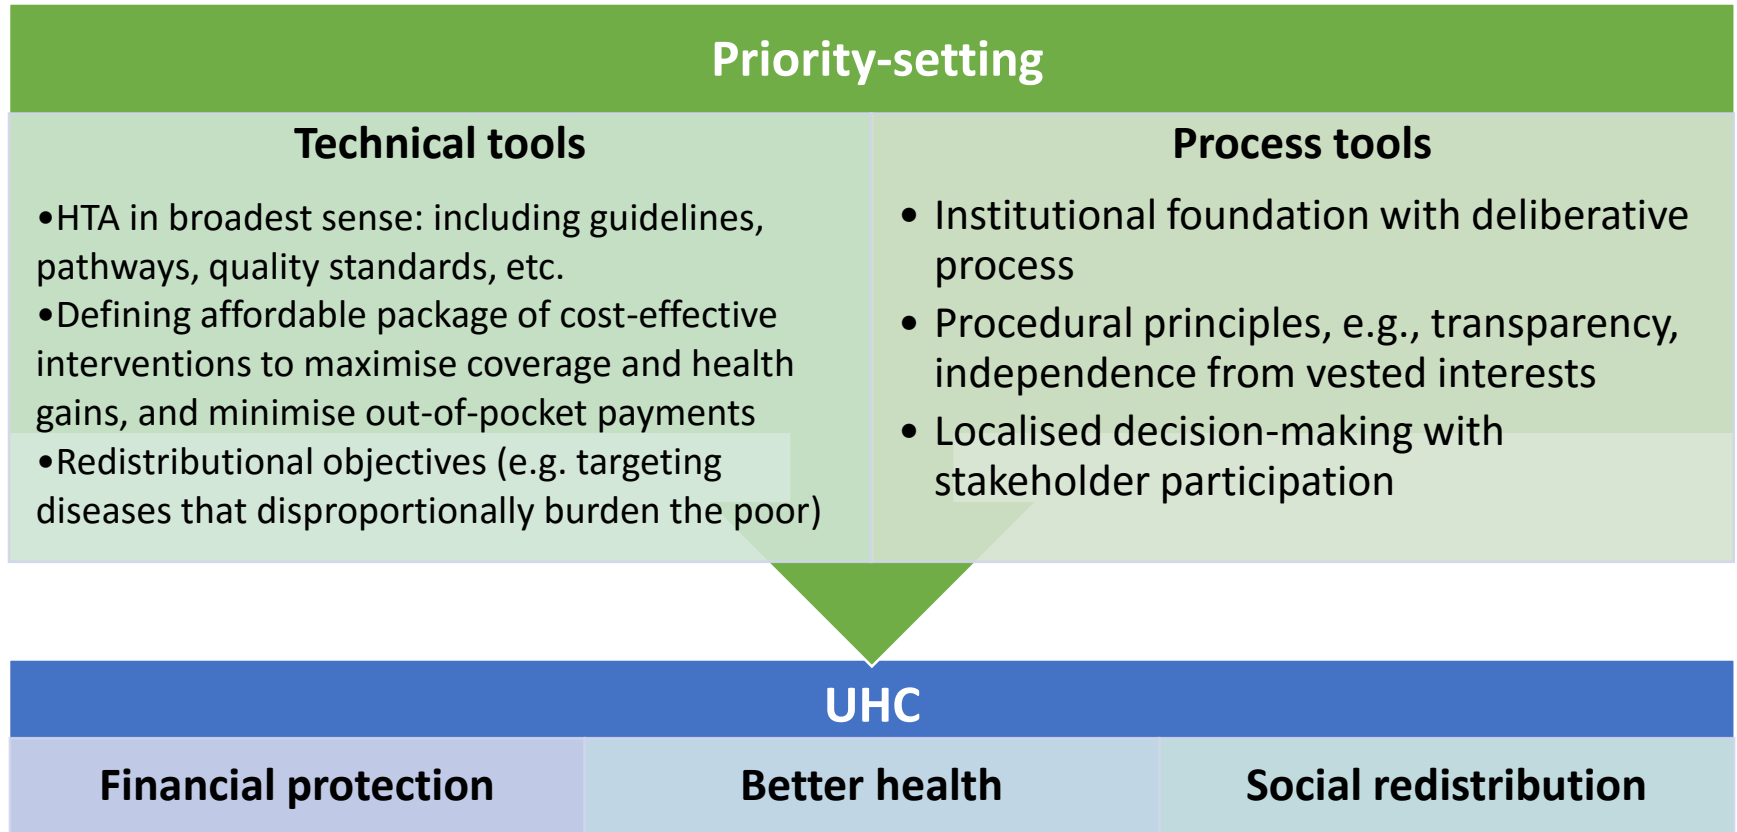 Priority-setting
Technical tools
•HTA in broadest sense: including guidelines,
pathways, quality standards, etc.
•Defining affordable package of cost-effective
interventions to maximise coverage and health
gains, and minimise out-of-pocket payments
•Redistributional objectives (e.g. targeting
diseases that disproportionally burden the poor)
Process tools
• Institutional foundation with deliberative
process
• Procedural principles, e.g., transparency,
independence from vested interests
• Localised decision-making with
stakeholder participation
UHC
Financial protection
Better health
Social redistribution